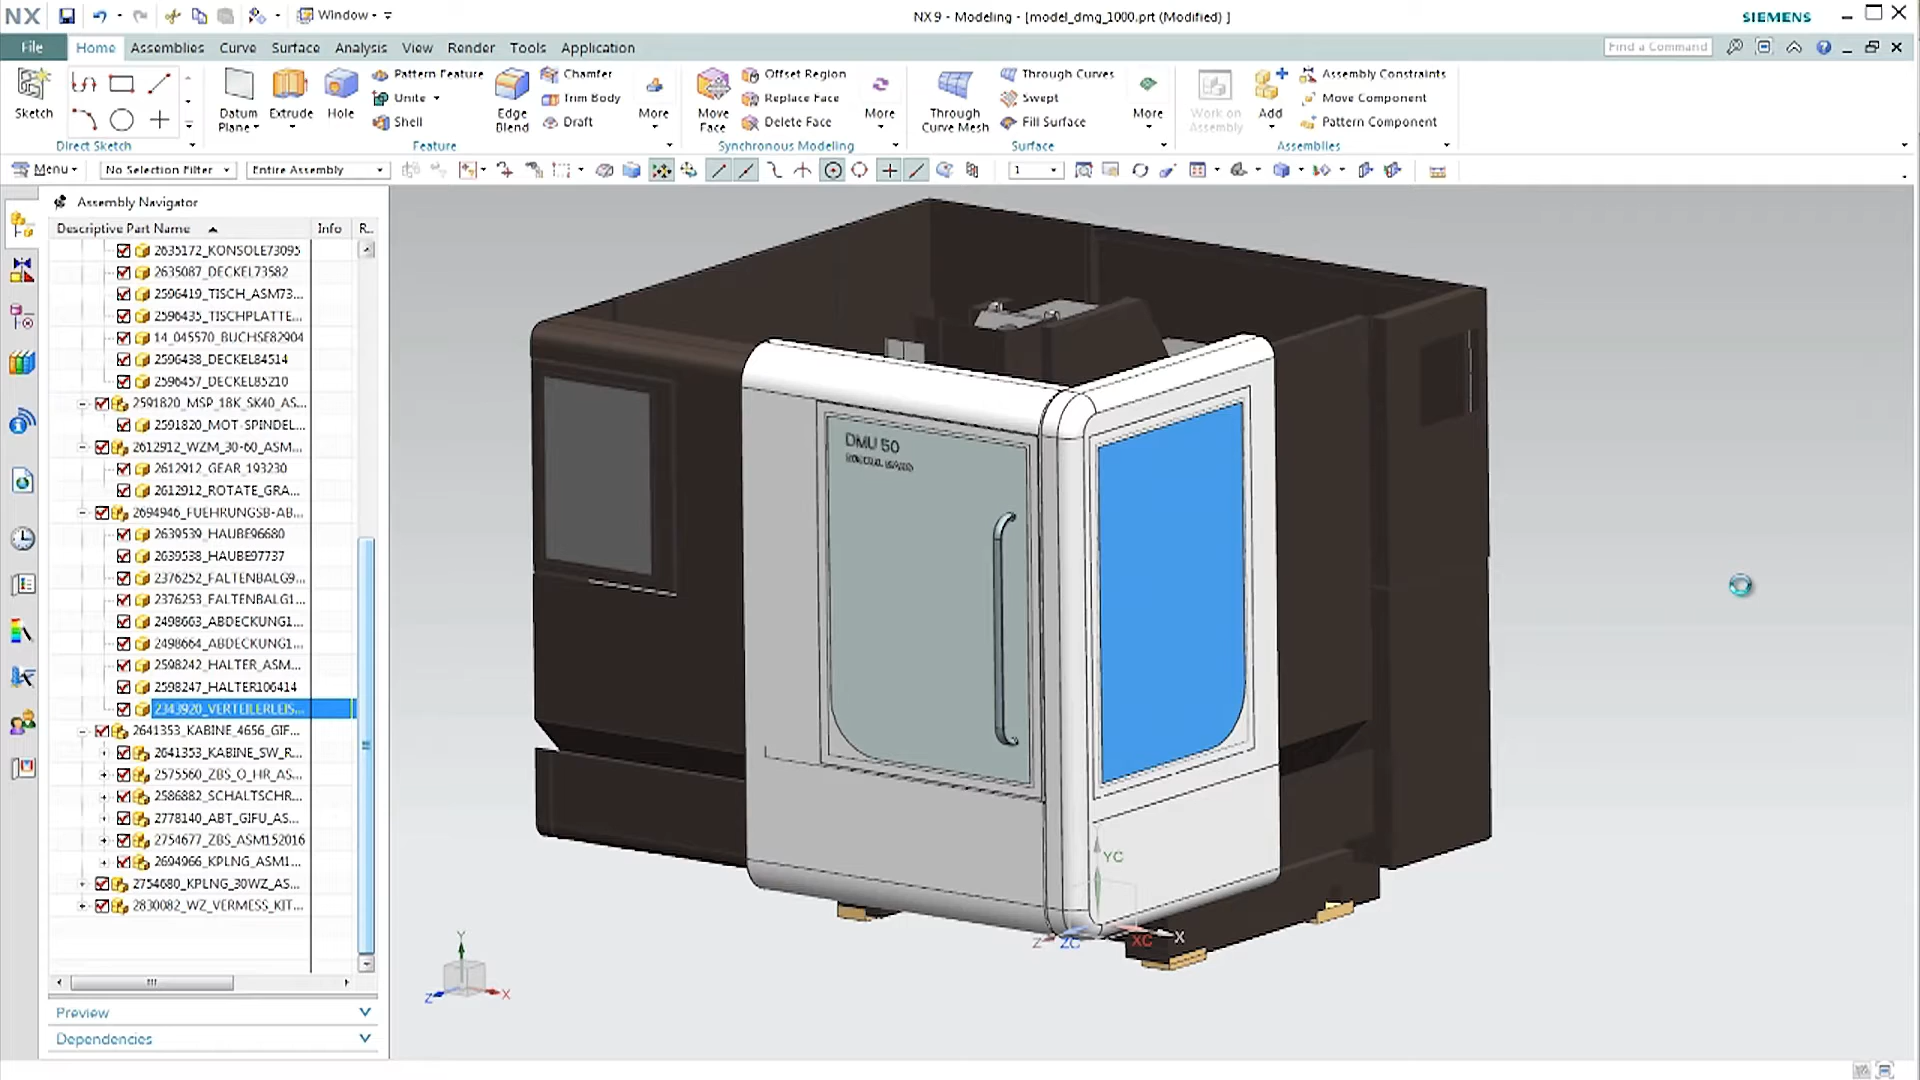 NX
Window
NX 9 - Modeling - [model_dmg_1000.prt (Modified) ]
SIEMENS
File
Home
Assemblies
Curve
Surface
Analysis
View
Render
Tools
Application
Find a Command
Sketch
Direct Sketch
Datum Plane
Extrude
Hole
Pattern Feature
Unite
Shell
Edge Blend
Chamfer
Trim Body
Draft
More
Feature
Move Face
Offset Region
Replace Face
Delete Face
More
Synchronous Modeling
Through Curve Mesh
Through Curves
Swept
Fill Surface
More
Surface
Work on Assembly
Add
Assembly Constraints
Move Component
Pattern Component
Assemblies
Menu
No Selection Filter
Entire Assembly
1
Assembly Navigator
Descriptive Part Name
Info
R..
2635172_KONSOLE73095
2635087_DECKEL73582
2596419_TISCH_ASM73...
2596435_TISCHPLATTE...
14_045570_BUCHSE82904
2596438_DECKEL84514
2596457_DECKEL85210
2591820_MSP_18K_SK40_AS...
2591820_MOT-SPINDEL...
2612912_WZM_30-60_ASM...
2612912_GEAR_193230
2612912_ROTATE_GRA...
2694946_FUEHRUNGSB-AB...
2639539_HAUBE96680
2639538_HAUBE97737
2376252_FALTENBALG9...
2376253_FALTENBALG1...
2498663_ABDECKUNG1...
2498664_ABDECKUNG1...
2598242_HALTER_ASM...
2598247_HALTER106414
2343920_VERTEILERLEIS...
2641353_KABINE_4656_GIF...
2641353_KABINE_SW_R...
2575560_ZBS_O_HR_AS...
2586882_SCHALTSCHR...
2778140_ABT_GIFU_AS...
2754677_ZBS_ASM152016
2694966_KPLNG_ASM1...
2754680_KPLNG_30WZ_AS...
2830082_WZ_VERMESS_KIT...
Preview
Dependencies
DMU 50
YC
Z
ZC
XC
X
Y
Z
X